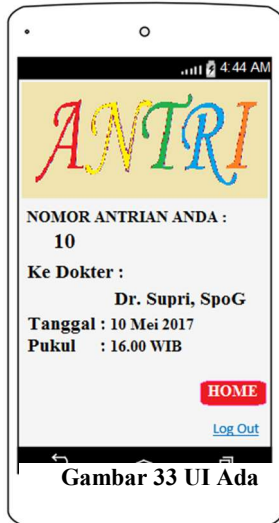 4:44 AM
ANTRI
NOMOR ANTRIAN ANDA :
10
Ke Dokter :
Dr. Supri, SpoG
Tanggal : 10 Mei 2017
Pukul : 16.00 WIB
HOME
Log Out
Gambar 33 UI Ada